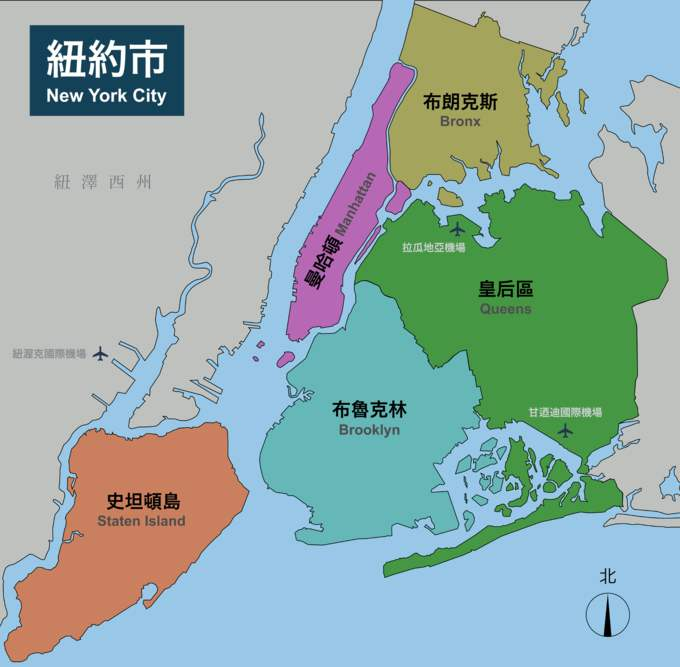 紐約市
New York City
布朗克斯
Bronx
紐澤西州
曼哈頓 Manhattan
拉瓜地亞機場
皇后區
Queens
紐渥克國際機場
布魯克林
Brooklyn
甘迺迪國際機場
史坦頓島
Staten Island
北